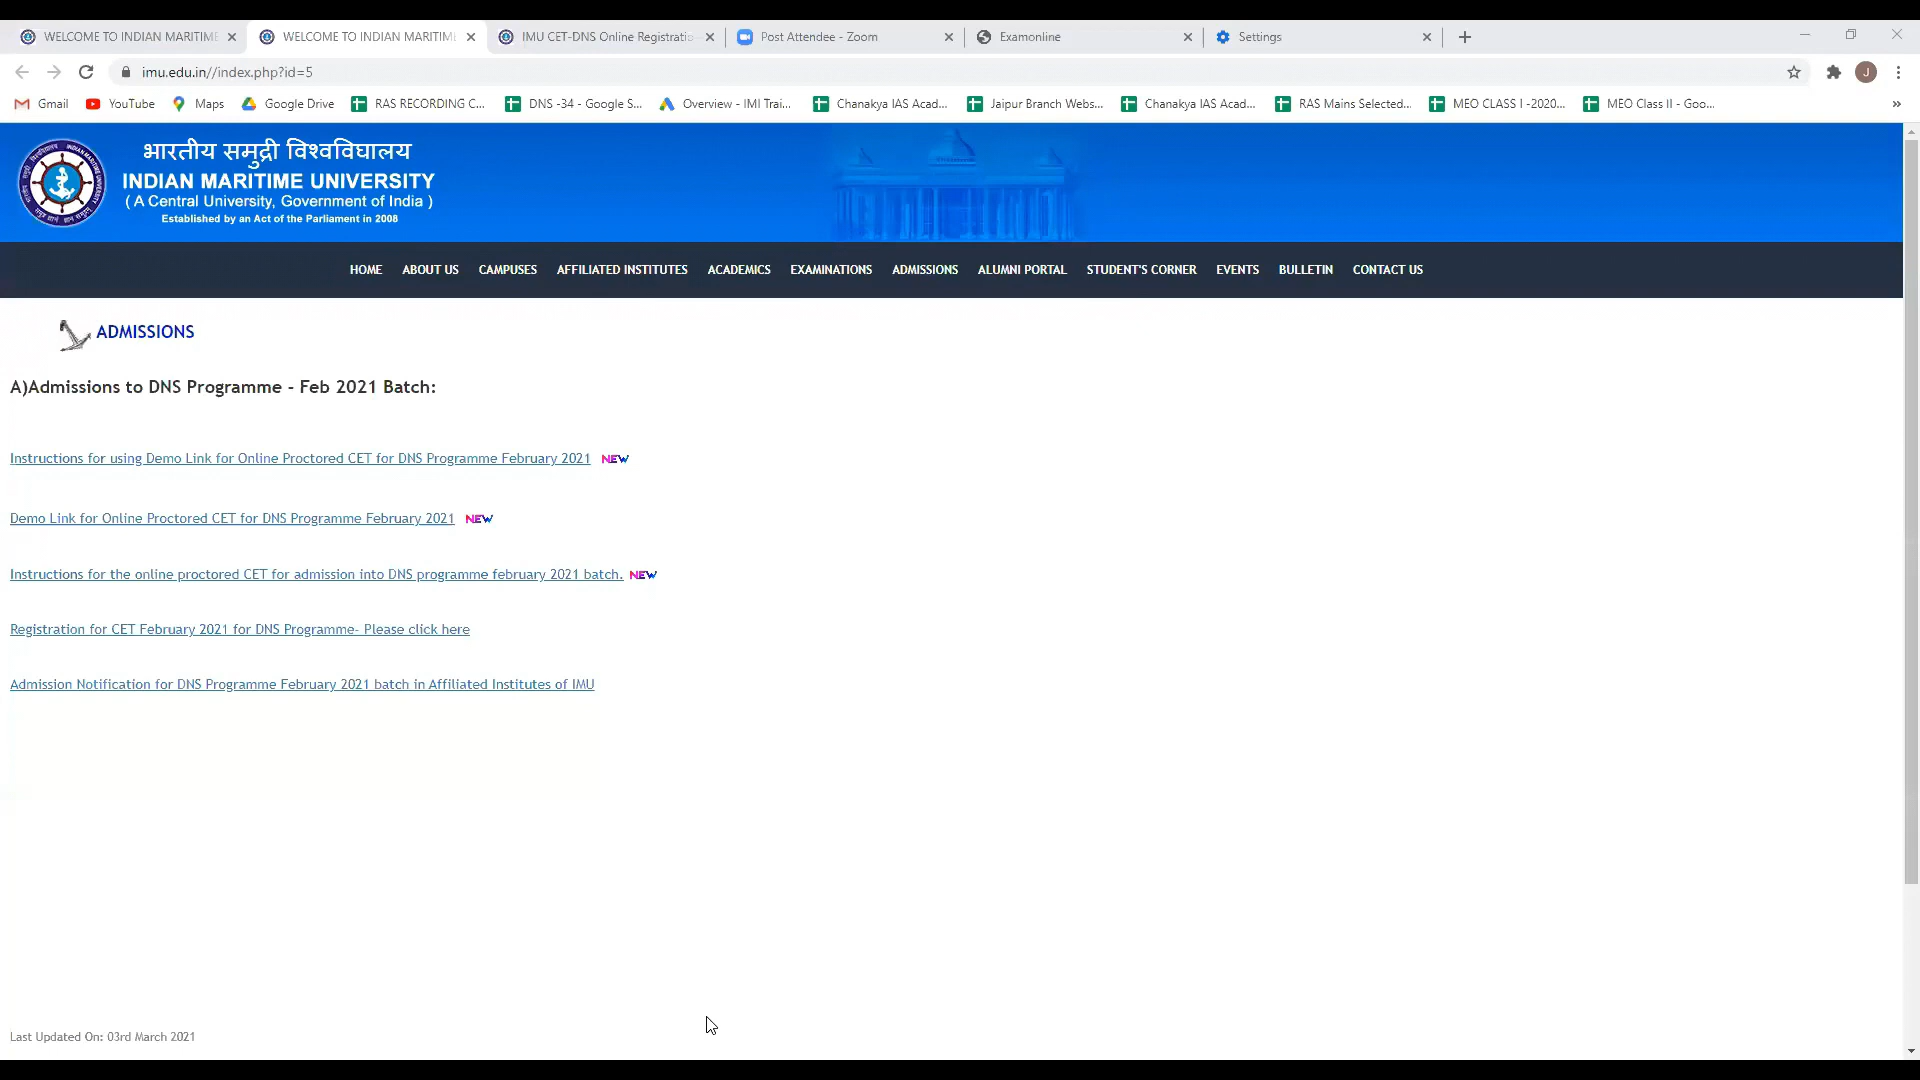 WELCOME TO INDIAN MARITIME
WELCOME TO INDIAN MARITIME
IMU CET-DNS Online Registratio
Post Attendee - Zoom
Examonline
Settings
imu.edu.in//index.php?id=5
J
Gmail
YouTube
Maps
Google Drive
RAS RECORDING C...
DNS -34 - Google S...
Overview - IMI Trai...
Chanakya IAS Acad...
Jaipur Branch Webs...
Chanakya IAS Acad...
RAS Mains Selected...
MEO CLASS I -2020...
MEO Class II - Goo...
भारतीय समुद्री विश्वविघालय
INDIAN MARITIME UNIVERSITY
( A Central University, Government of India )
Established by an Act of the Parliament in 2008
HOME
ABOUT US
CAMPUSES
AFFILIATED INSTITUTES
ACADEMICS
EXAMINATIONS
ADMISSIONS
ALUMNI PORTAL
STUDENT'S CORNER
EVENTS
BULLETIN
CONTACT US
ADMISSIONS
A)Admissions to DNS Programme - Feb 2021 Batch:
Instructions for using Demo Link for Online Proctored CET for DNS Programme February 2021 NEW
Demo Link for Online Proctored CET for DNS Programme February 2021 NEW
Instructions for the online proctored CET for admission into DNS programme february 2021 batch. NEW
Registration for CET February 2021 for DNS Programme- Please click here
Admission Notification for DNS Programme February 2021 batch in Affiliated Institutes of IMU
Last Updated On: 03rd March 2021